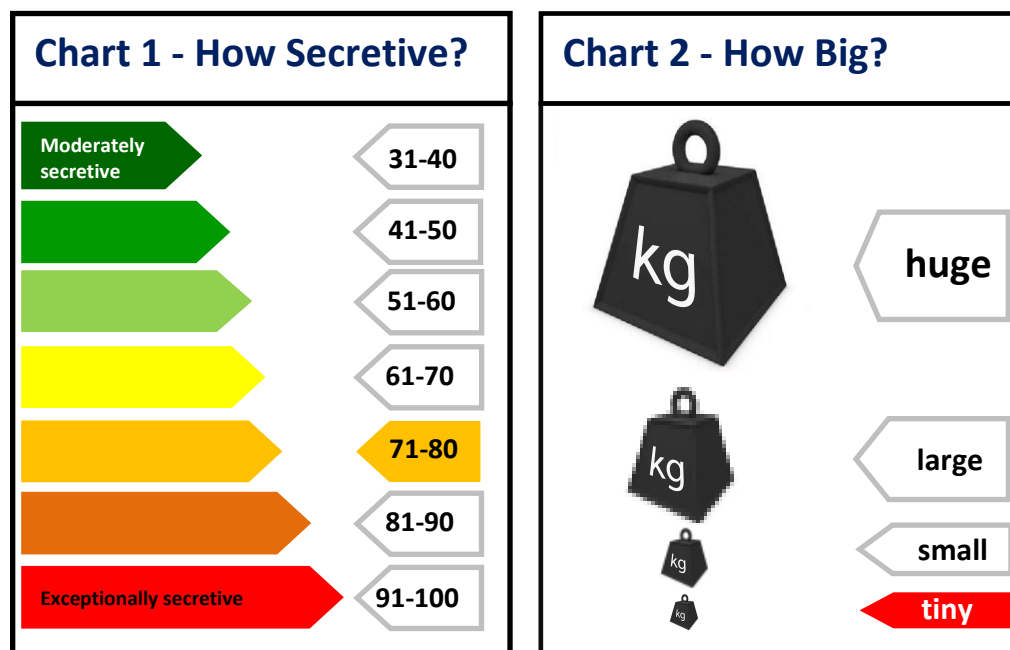 Chart 1 - How Secretive?
Moderately
secretive
31-40
41-50
51-60
61-70
71-80
81-90
Exceptionally secretive
91-100
Chart 2 - How Big?
kg
huge
kg
large
kg
small
kg
tiny